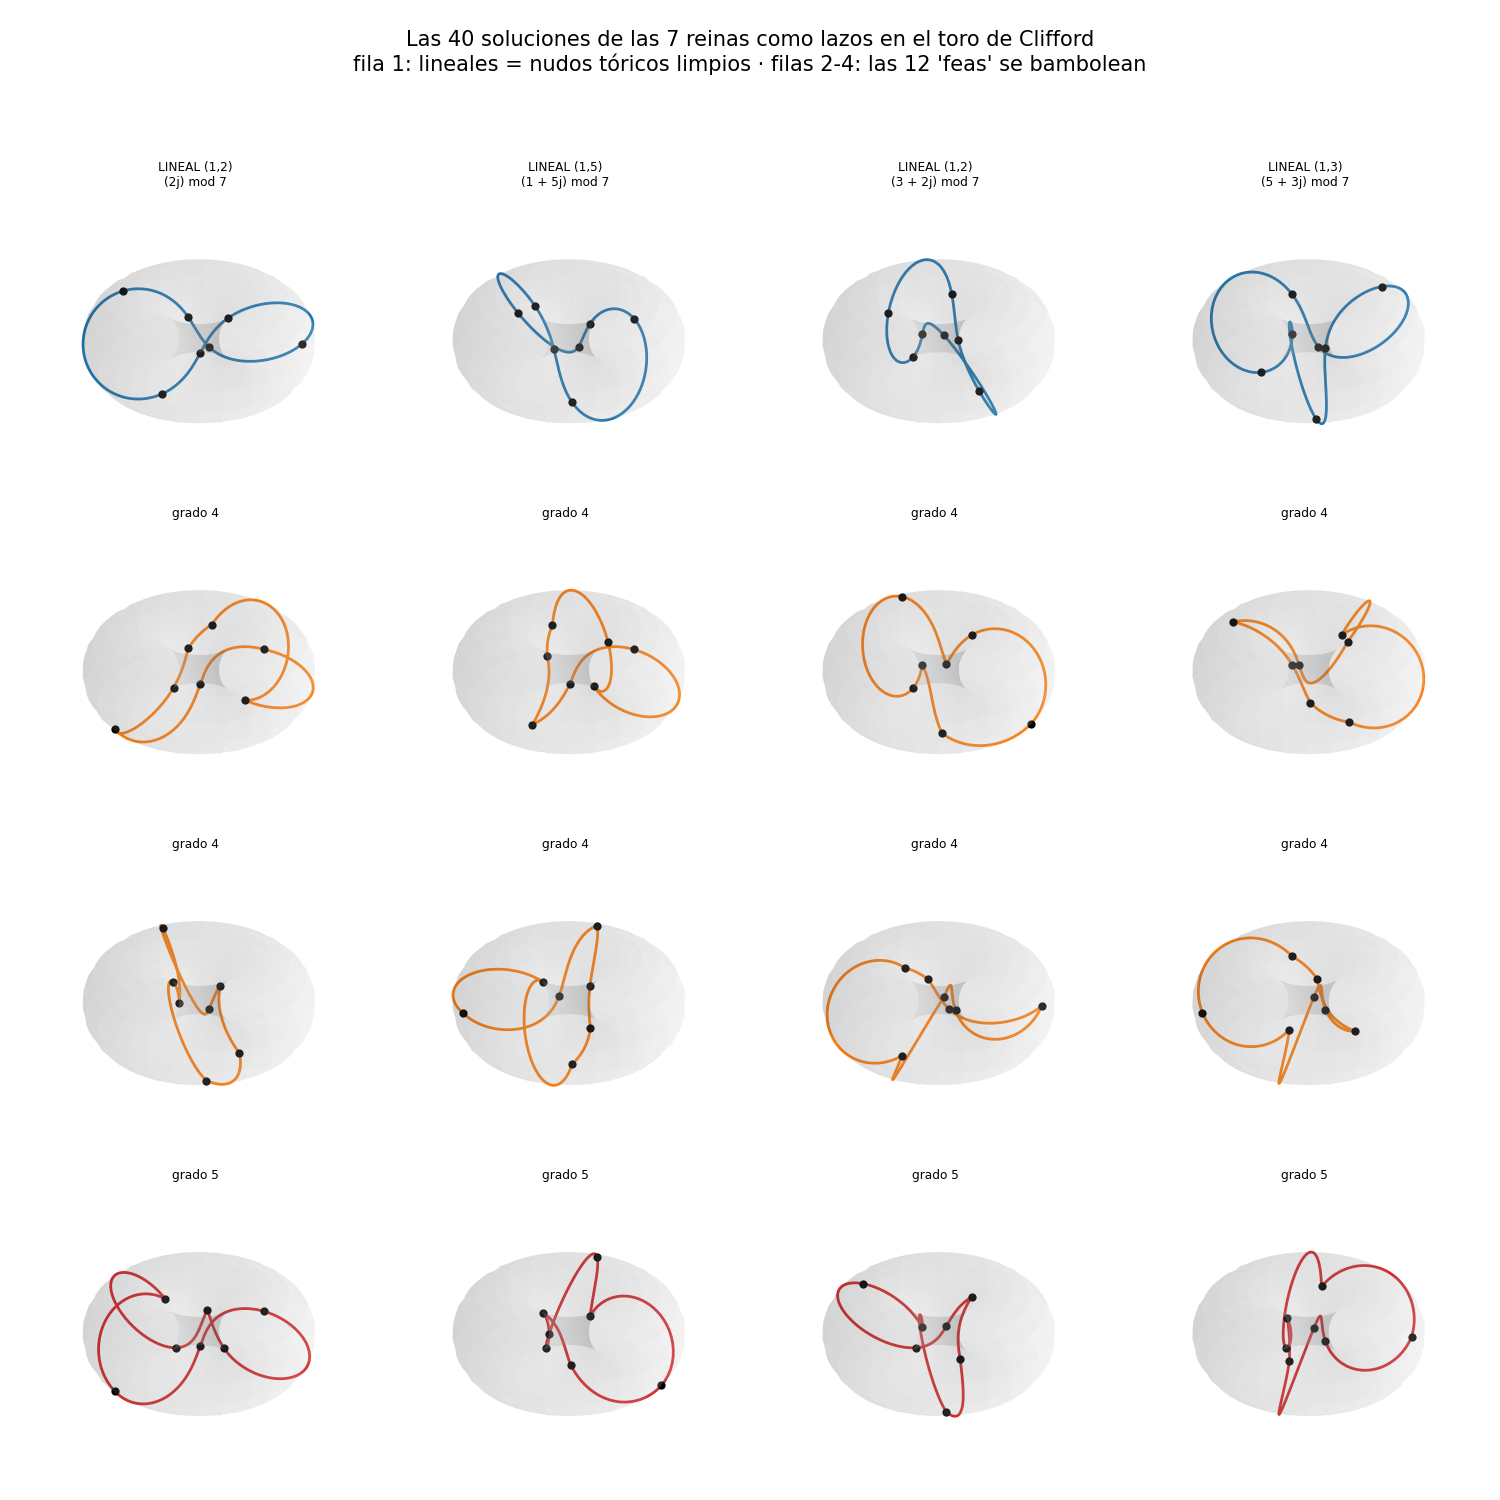 Las 40 soluciones de las 7 reinas como lazos en el toro de Clifford
fila 1: lineales = nudos tóricos limpios · filas 2-4: las 12 'feas' se bambolean
LINEAL (1,2)
(2j) mod 7
LINEAL (1,5)
(1 + 5j) mod 7
LINEAL (1,2)
(3 + 2j) mod 7
LINEAL (1,3)
(5 + 3j) mod 7
grado 4
grado 4
grado 4
grado 4
grado 4
grado 4
grado 4
grado 4
grado 5
grado 5
grado 5
grado 5